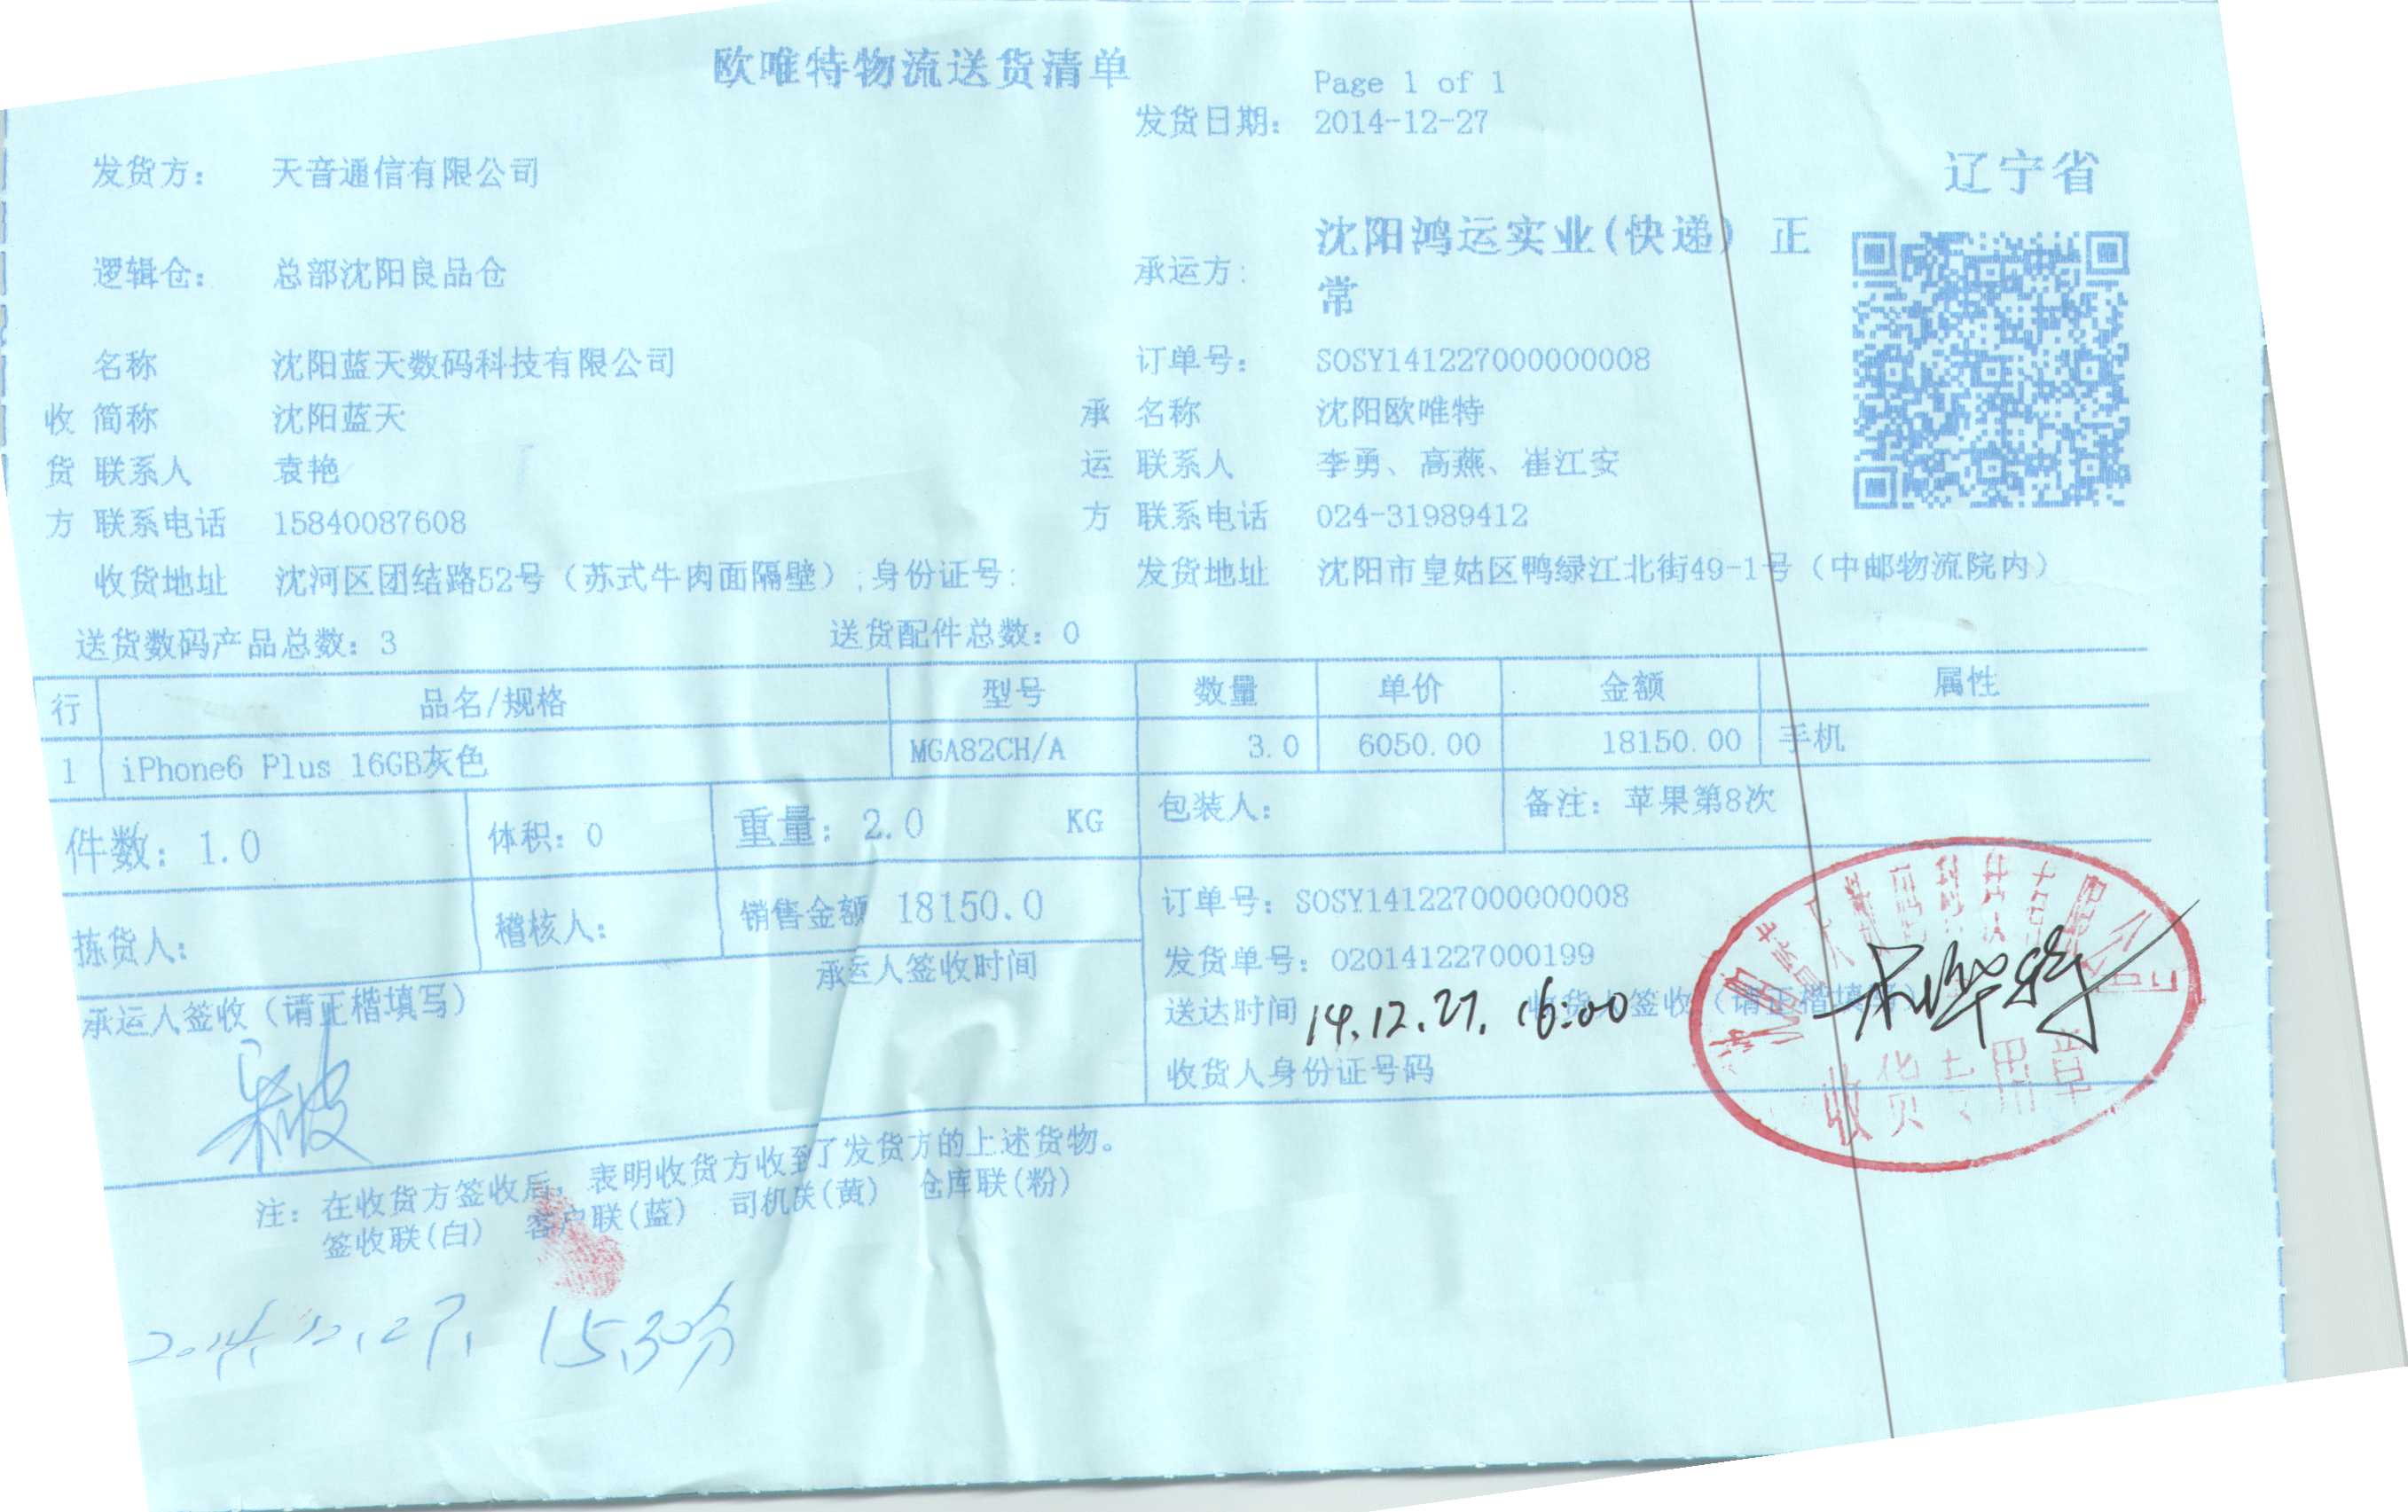 欧唯特物流送货清单
Page 1 of 1
发货日期： 2014-12-27
发货方： 天音通信有限公司
辽宁省
逻辑仓： 总部沈阳良品仓
承运方： 沈阳鸿运实业(快递) 正
常
名称 沈阳蓝天数码科技有限公司
订单号： SOSY141227000000008
收 简称 沈阳蓝天
承 名称 沈阳欧唯特
货 联系人 袁艳
运 联系人 李勇、高燕、崔江安
方 联系电话 15840087608
方 联系电话 024-31989412
收货地址 沈河区团结路52号（苏式牛肉面隔壁）;身份证号:
发货地址 沈阳市皇姑区鸭绿江北街49-1号（中邮物流院内）
送货数码产品总数：3 送货配件总数：0
行 品名/规格 型号 数量 单价 金额 属性
1 iPhone6 Plus 16GB灰色 MGA82CH/A 3.0 6050.00 18150.00 手机
件数：1.0 体积：0 重量：2.0 KG 包装人： 备注：苹果第8次
拣货人： 稽核人： 销售金额 18150.0
订单号：SOSY141227000000008
发货单号：020141227000199
承运人签收（请正楷填写） 承运人签收时间
送达时间 14.12.27. 16:00 收货人签收（请正楷填写）
收货人身份证号码
收货专用章
注：在收货方签收后，表明收货方收到了发货方的上述货物。
签收联(白) 客户联(蓝) 司机联(黄) 仓库联(粉)
2014.12.27. 15.30分